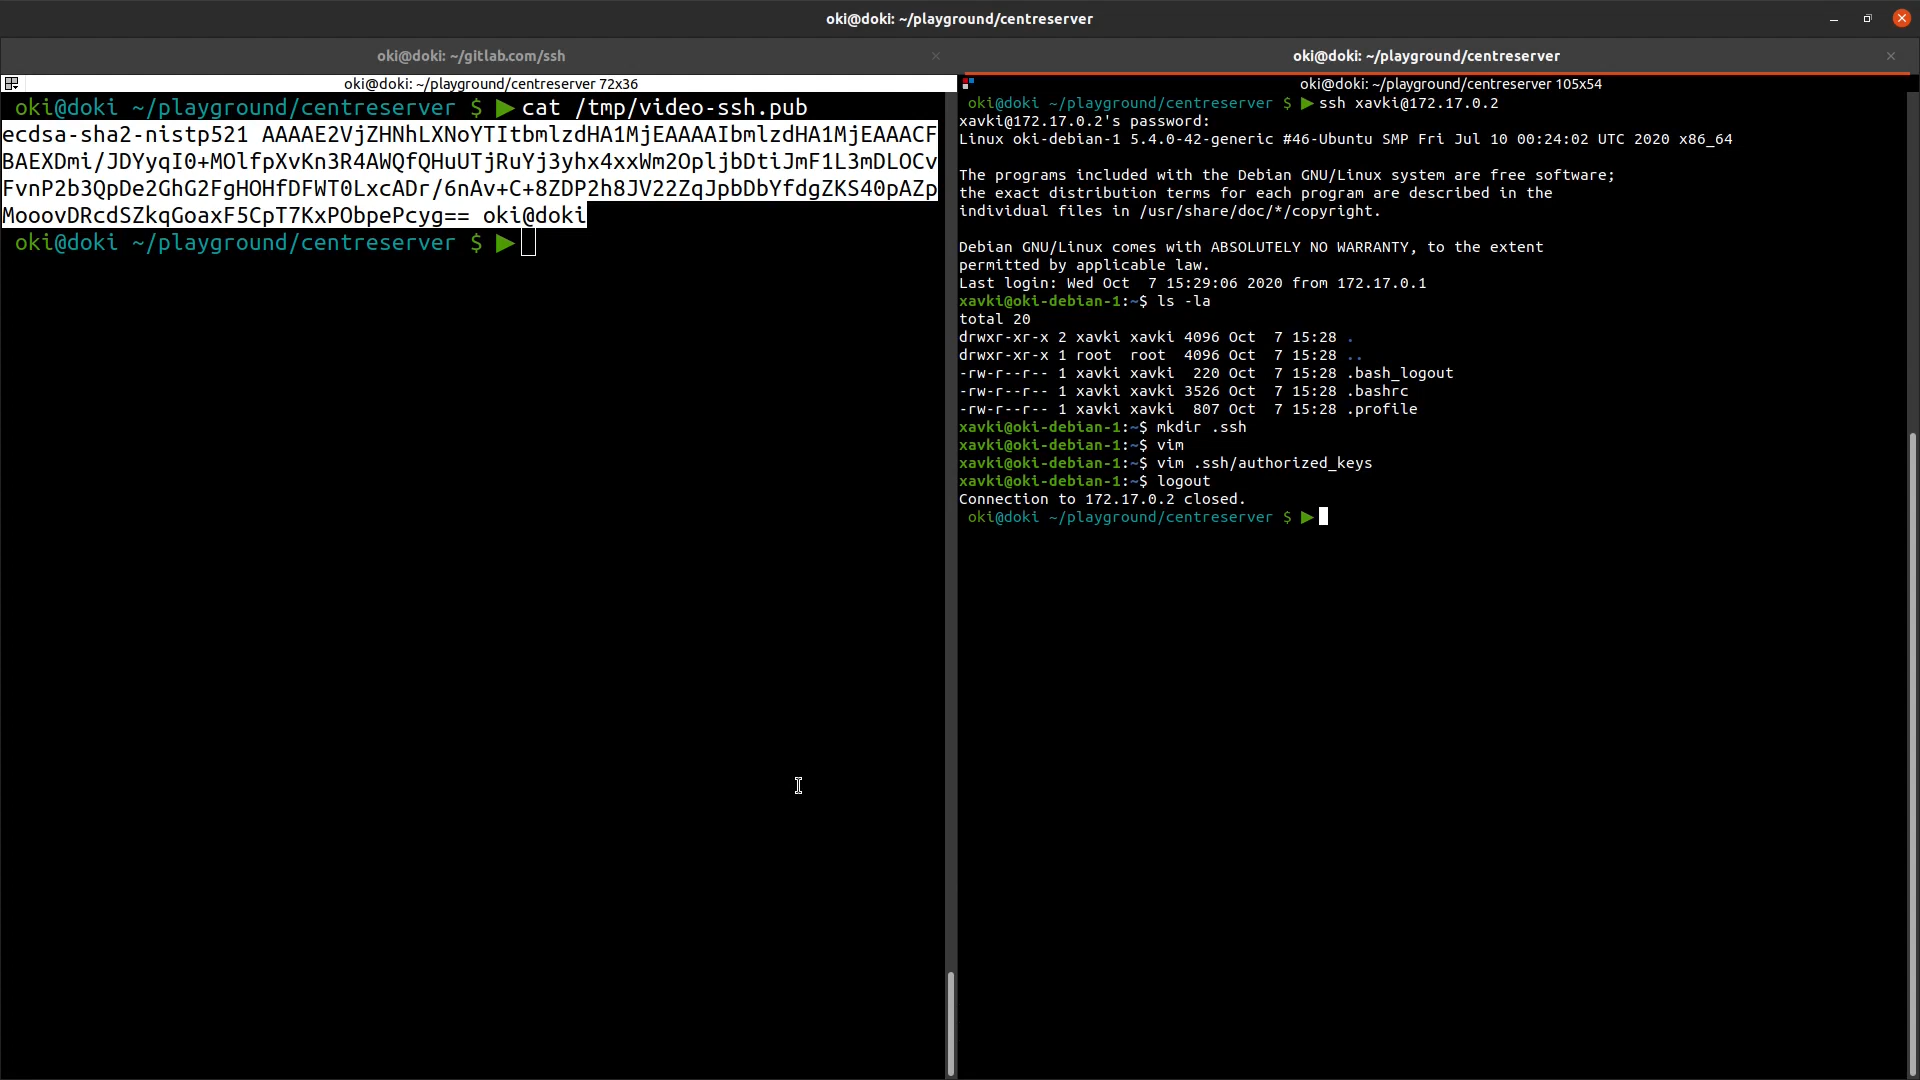 oki@doki: ~/playground/centreserver
oki@doki: ~/gitlab.com/ssh
oki@doki: ~/playground/centreserver
oki@doki: ~/playground/centreserver 72x36
oki@doki ~/playground/centreserver $ ▶ cat /tmp/video-ssh.pub
ecdsa-sha2-nistp521 AAAAE2VjZHNhLXNoYTItbmlzdHA1MjEAAAAIbmlzdHA1MjEAAACF
BAEXDmi/JDYyqI0+MOlfpXvKn3R4AWQfQHuUTjRuYj3yhx4xxWm2OpljbDtiJmF1L3mDLOCv
FvnP2b3QpDe2GhG2FgHOHfDFWT0LxcADr/6nAv+C+8ZDP2h8JV22ZqJpbDbYfdgZKS40pAZp
MooovDRcdSZkqGoaxF5CpT7KxPObpePcyg== oki@doki
oki@doki ~/playground/centreserver $ ▶
oki@doki: ~/playground/centreserver 105x54
oki@doki ~/playground/centreserver $ ▶ ssh xavki@172.17.0.2
xavki@172.17.0.2's password:
Linux oki-debian-1 5.4.0-42-generic #46-Ubuntu SMP Fri Jul 10 00:24:02 UTC 2020 x86_64
The programs included with the Debian GNU/Linux system are free software;
the exact distribution terms for each program are described in the
individual files in /usr/share/doc/*/copyright.
Debian GNU/Linux comes with ABSOLUTELY NO WARRANTY, to the extent
permitted by applicable law.
Last login: Wed Oct  7 15:29:06 2020 from 172.17.0.1
xavki@oki-debian-1:~$ ls -la
total 20
drwxr-xr-x 2 xavki xavki 4096 Oct  7 15:28 .
drwxr-xr-x 1 root  root  4096 Oct  7 15:28 ..
-rw-r--r-- 1 xavki xavki  220 Oct  7 15:28 .bash_logout
-rw-r--r-- 1 xavki xavki 3526 Oct  7 15:28 .bashrc
-rw-r--r-- 1 xavki xavki  807 Oct  7 15:28 .profile
xavki@oki-debian-1:~$ mkdir .ssh
xavki@oki-debian-1:~$ vim
xavki@oki-debian-1:~$ vim .ssh/authorized_keys
xavki@oki-debian-1:~$ logout
Connection to 172.17.0.2 closed.
oki@doki ~/playground/centreserver $ ▶